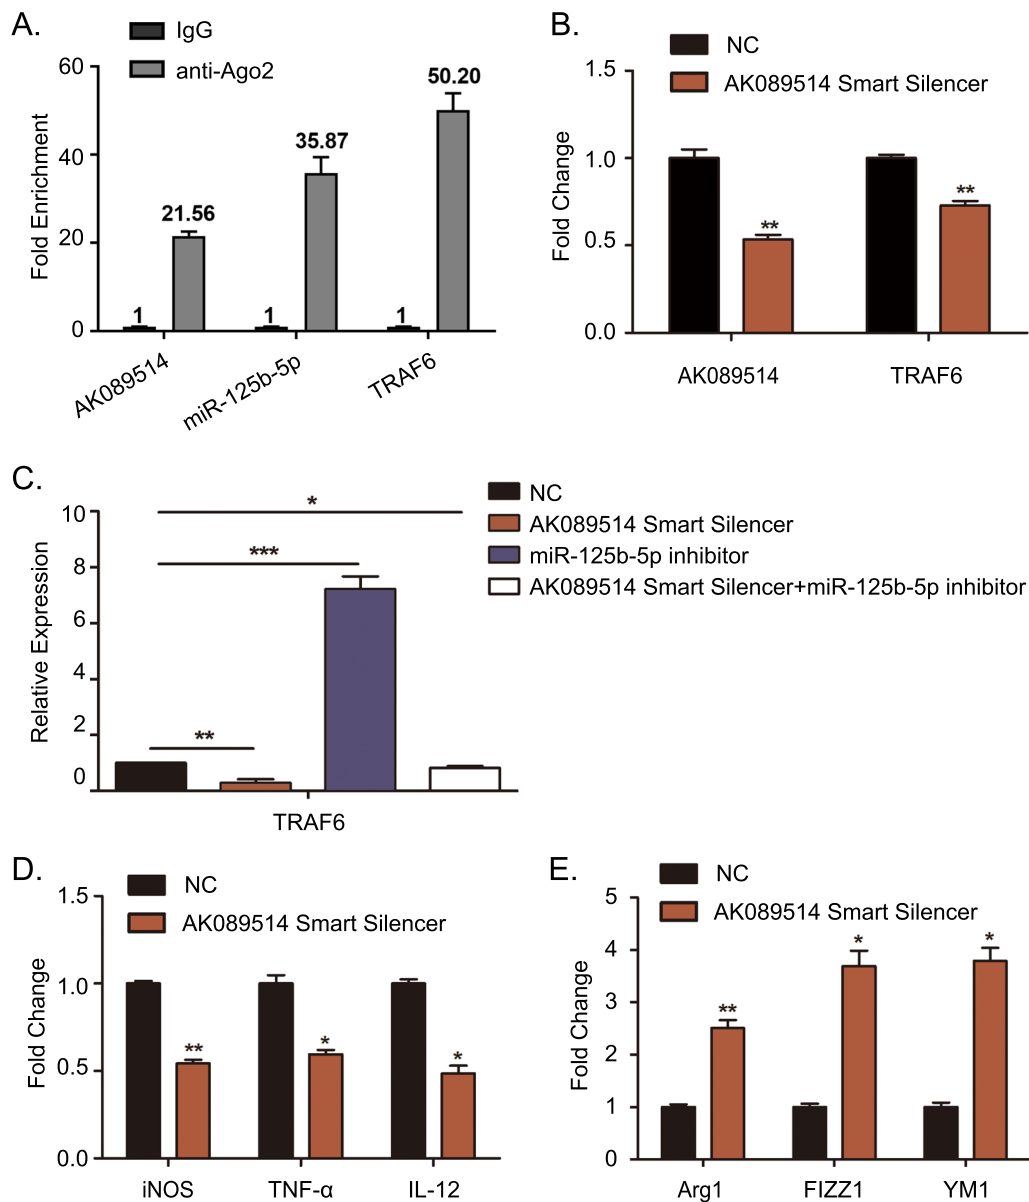 A.
IgG
anti-Ago2
Fold Enrichment
60
40
20
0
21.56
35.87
50.20
1
1
1
AK089514
miR-125b-5p
TRAF6
B.
NC
AK089514 Smart Silencer
Fold Change
1.5
1.0
0.5
0.0
**
**
AK089514
TRAF6
C.
NC
AK089514 Smart Silencer
miR-125b-5p inhibitor
AK089514 Smart Silencer+miR-125b-5p inhibitor
Relative Expression
10
8
6
4
2
0
*
***
**
TRAF6
D.
NC
AK089514 Smart Silencer
Fold Change
1.5
1.0
0.5
0.0
**
*
*
iNOS
TNF-α
IL-12
E.
NC
AK089514 Smart Silencer
Fold Change
5
4
3
2
1
0
**
*
*
Arg1
FIZZ1
YM1